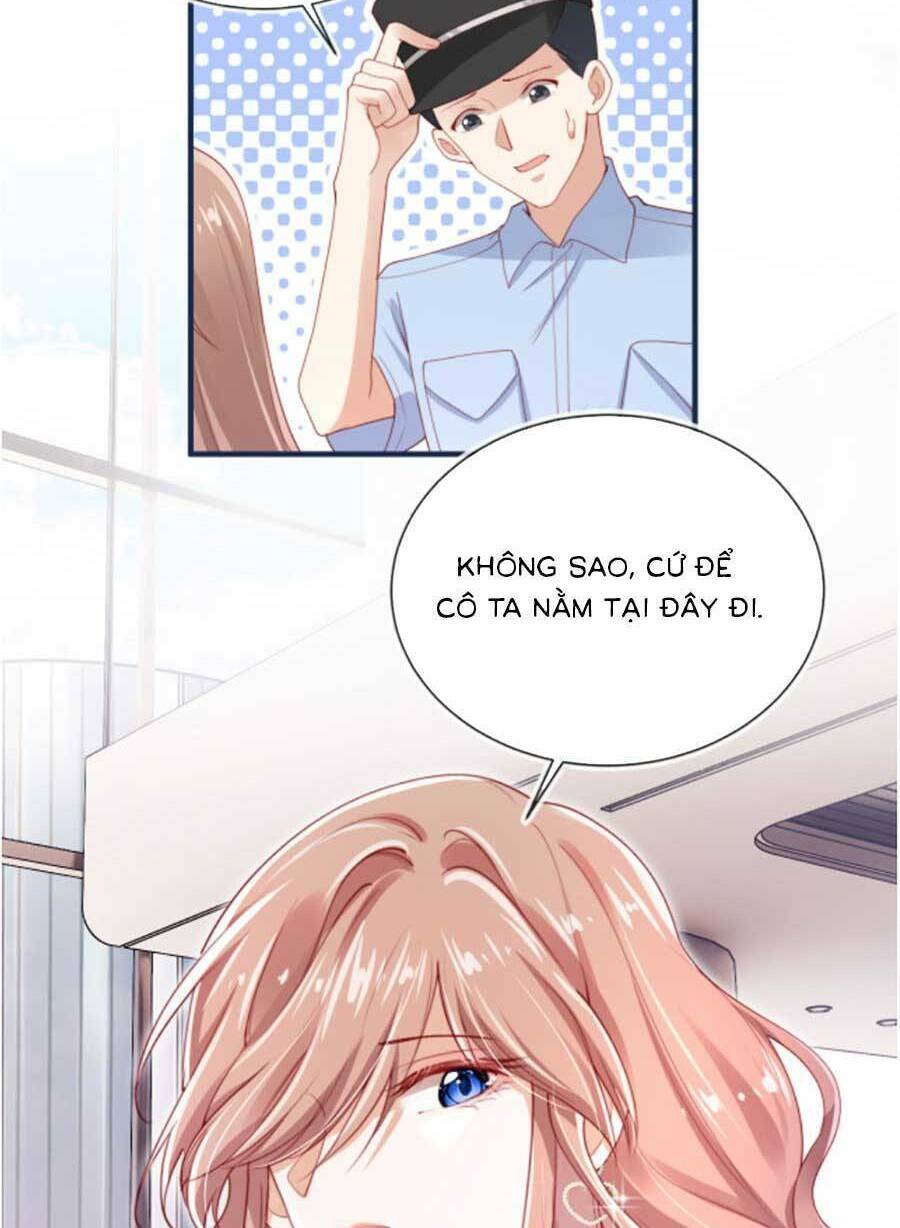 KHÔNG SAO, CỨ ĐỂ
CÔ TA NẰM TẠI ĐÂY ĐI.